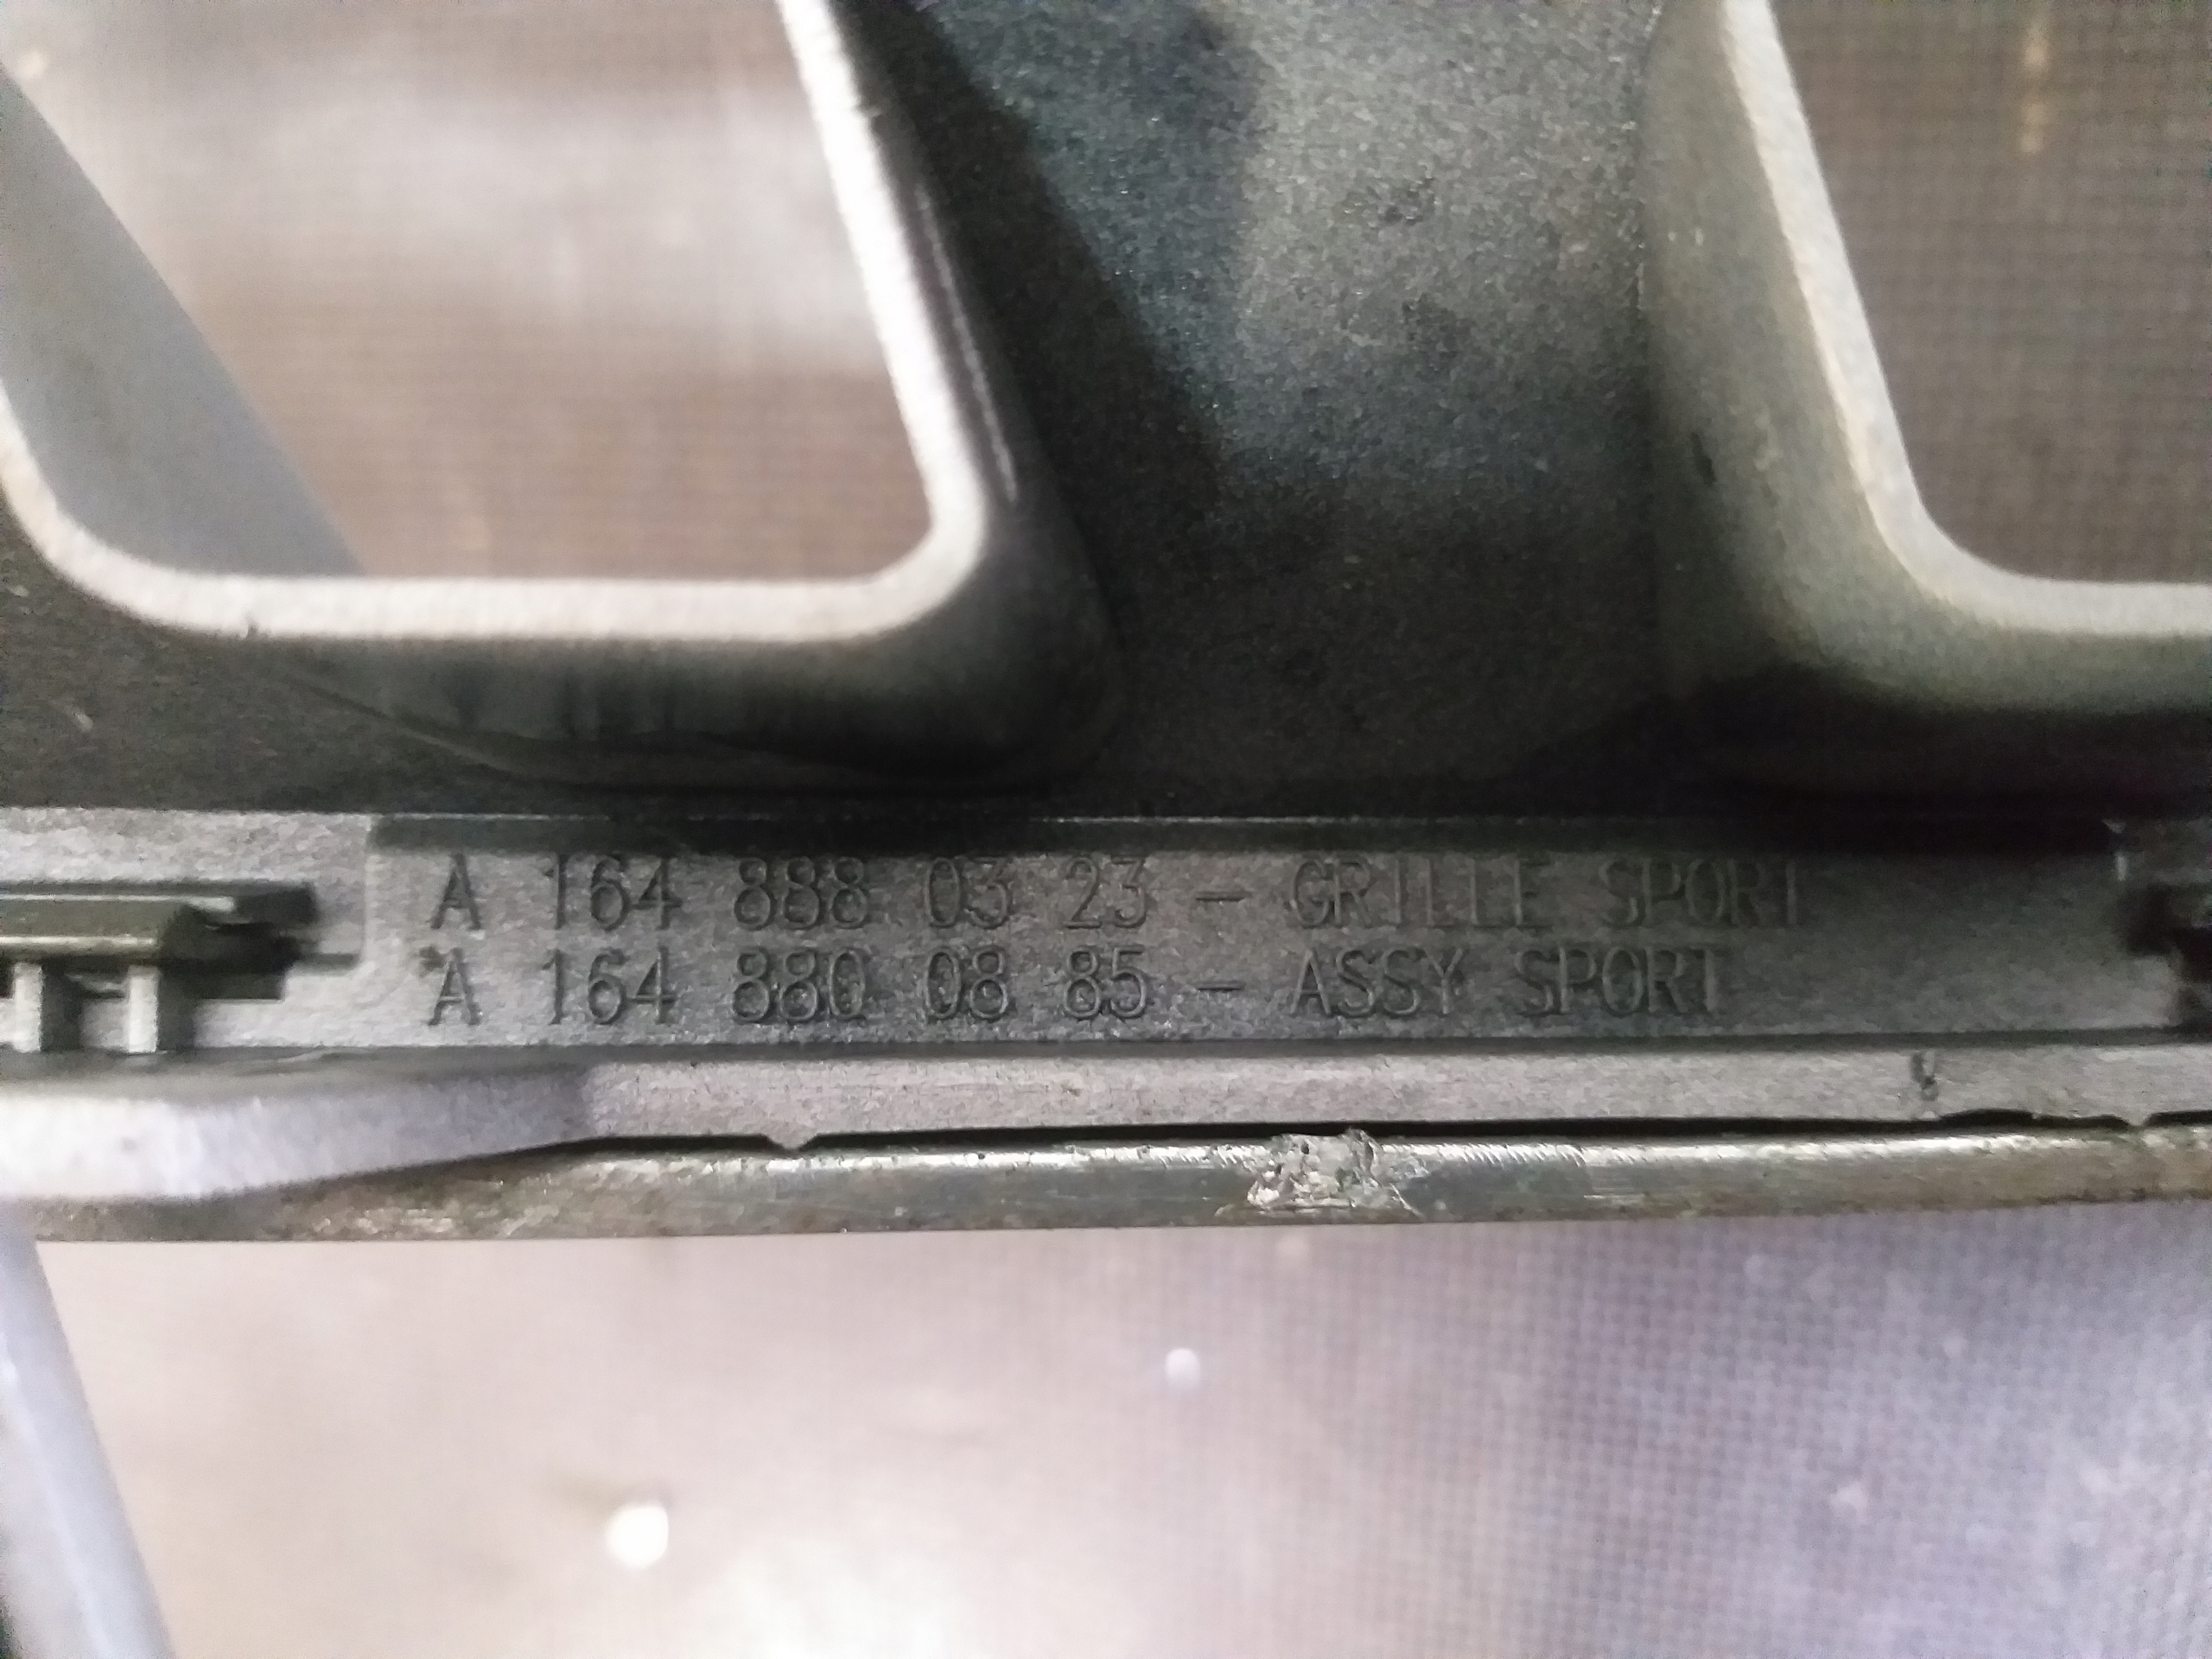 A 164 888 03 23 - GRILLE SPORT
A 164 880 08 85 - ASSY SPORT